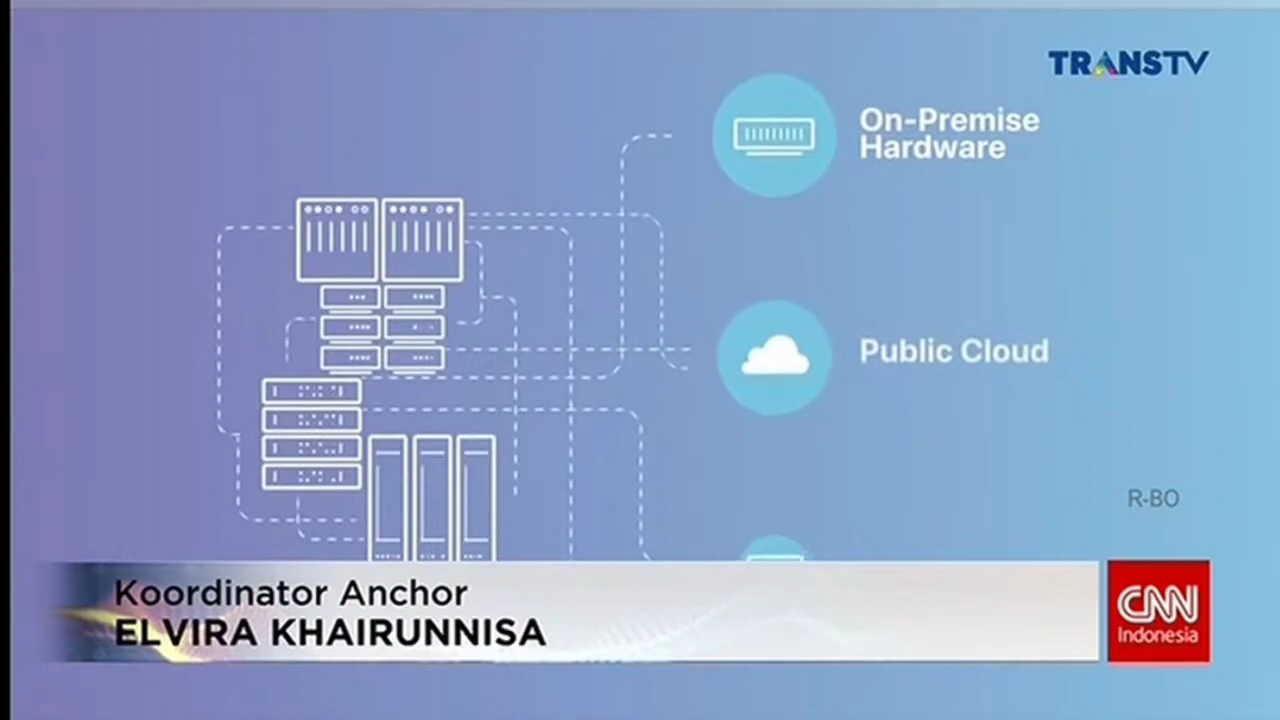 TRANSTV
On-Premise
Hardware
Public Cloud
R-BO
Koordinator Anchor
ELVIRA KHAIRUNNISA
CNN
Indonesia